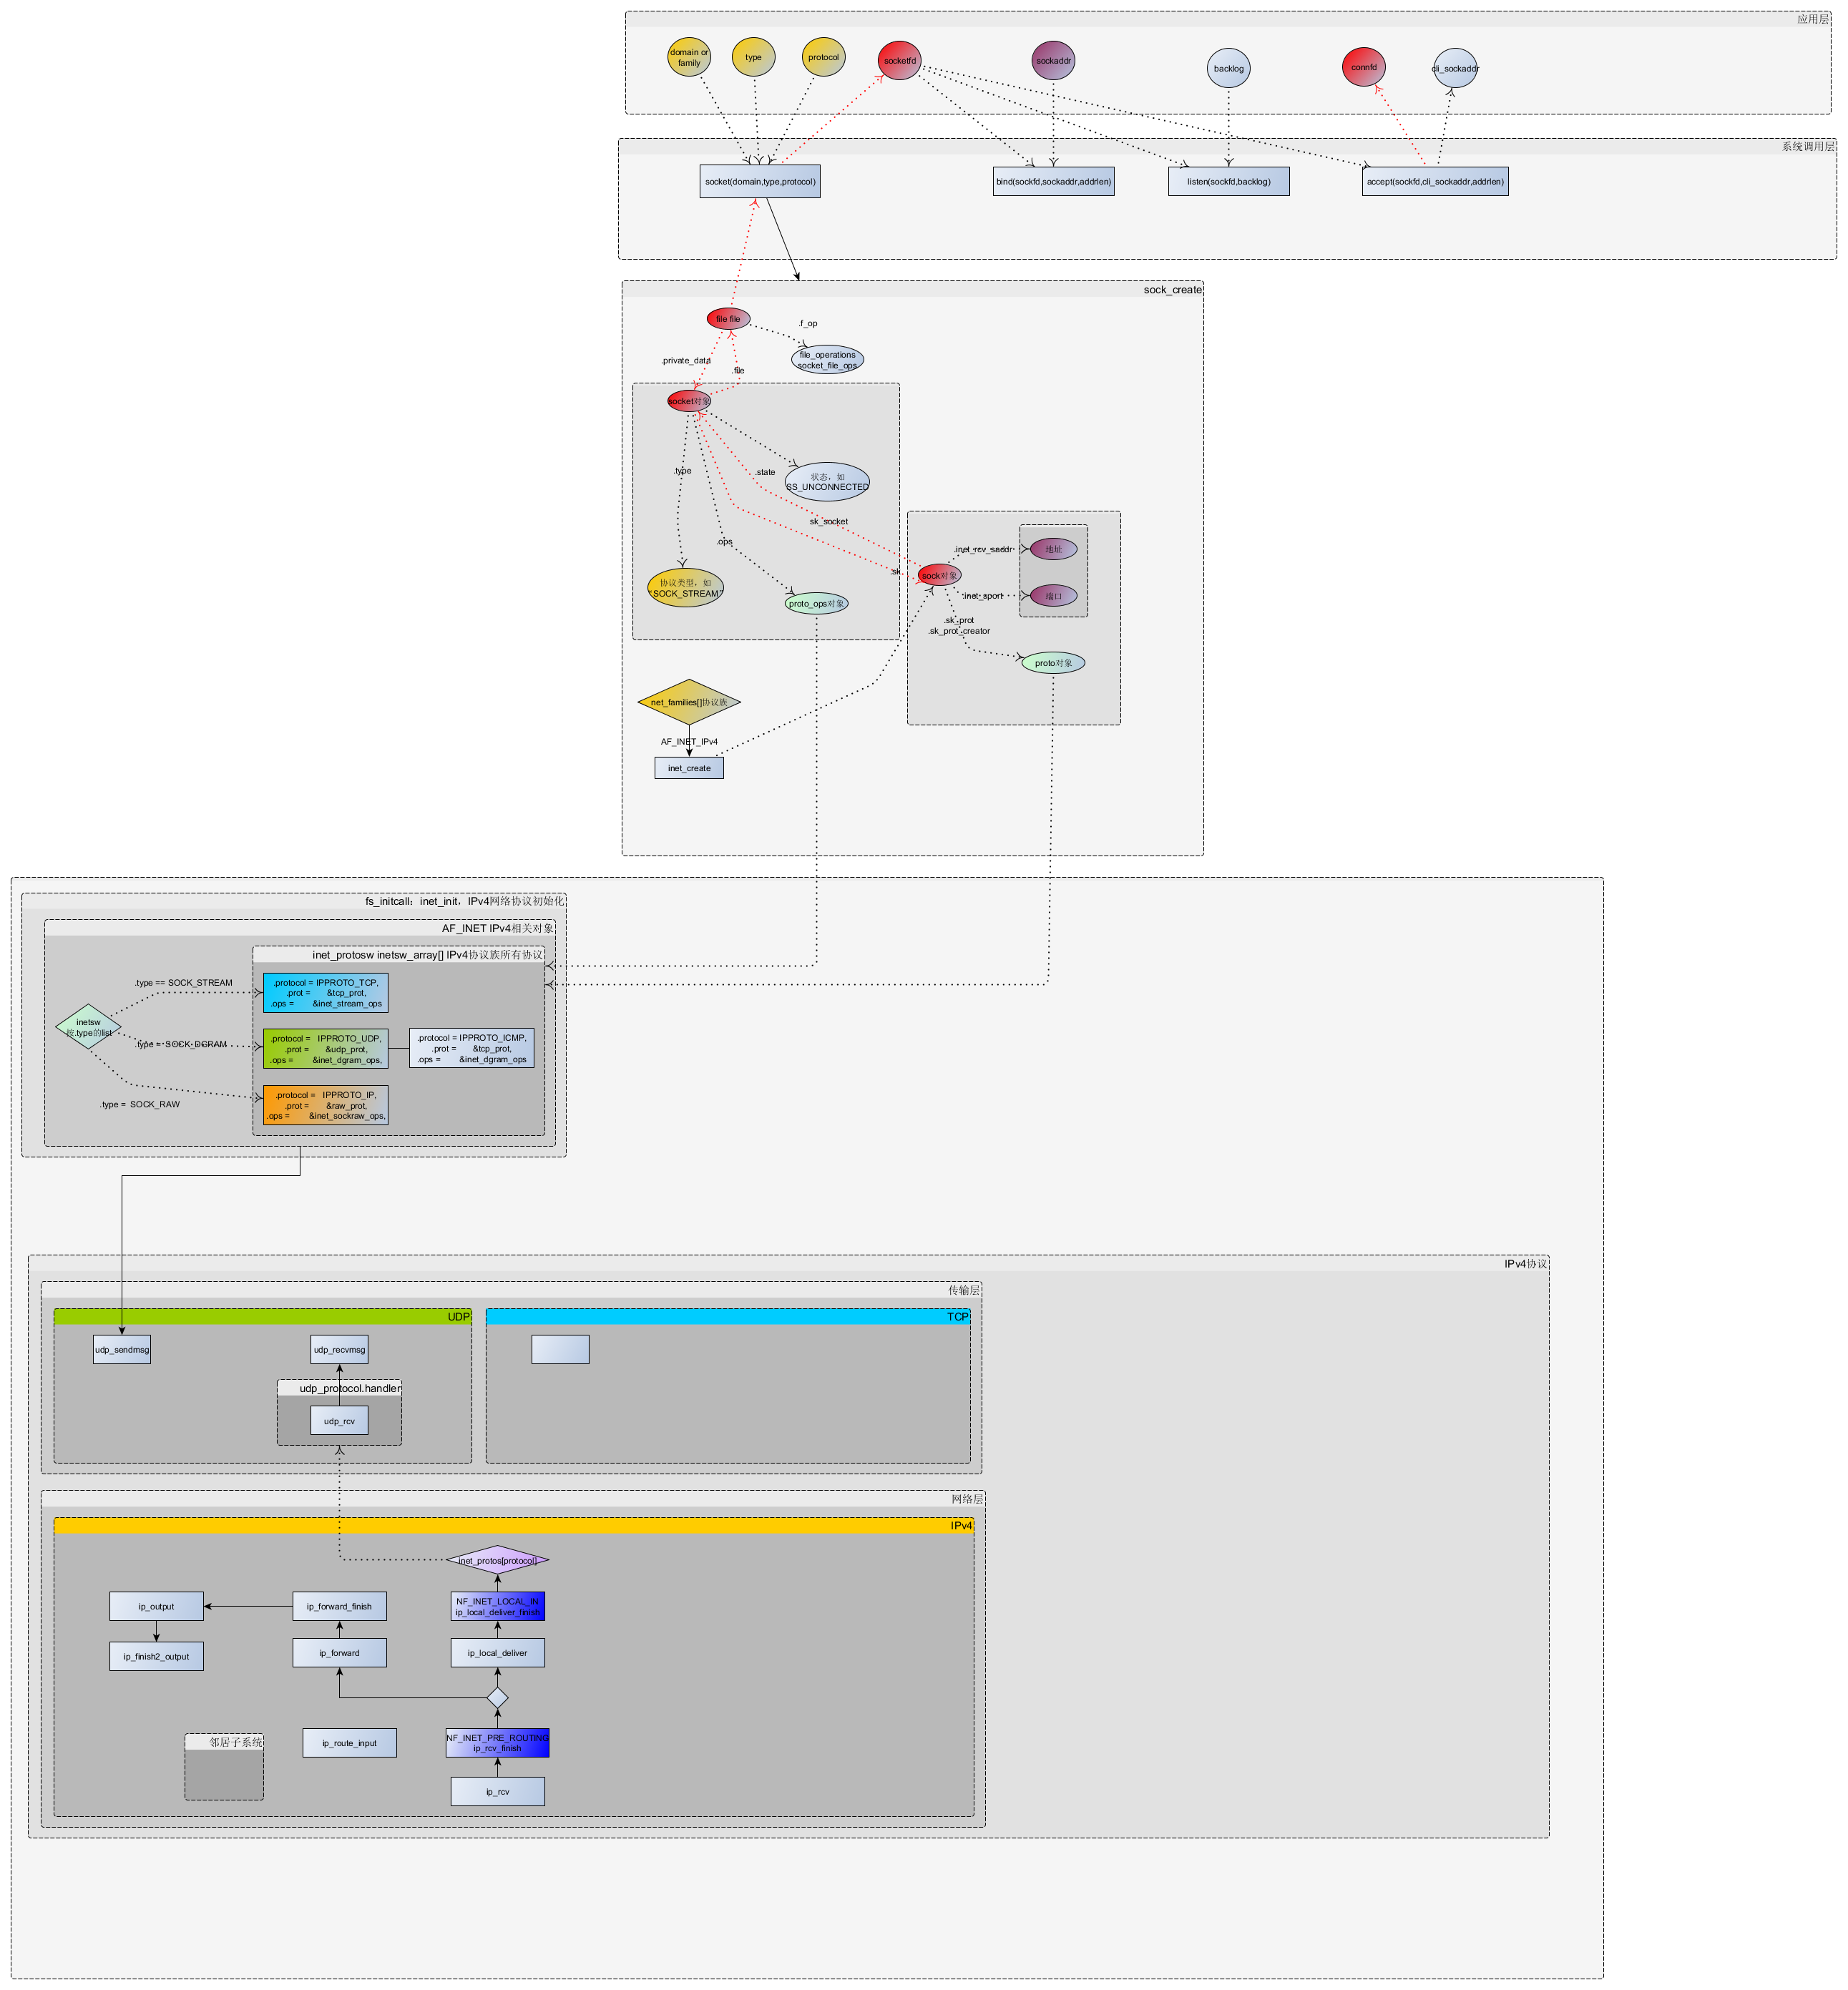 应用层
domain or
family
type
protocol
socketfd
sockaddr
backlog
connfd
cli_sockaddr
系统调用层
socket(domain,type,protocol)
bind(sockfd,sockaddr,addrlen)
listen(sockfd,backlog)
accept(sockfd,cli_sockaddr,addrlen)
sock_create
file file
.f_op
file_operations
socket_file_ops
.private_data
.file
socket对象
.type
.state
状态，如
SS_UNCONNECTED
sk_socket
.ops
.sk
协议类型，如
“SOCK_STREAM”
proto_ops对象
sock对象
.inet_rcv_saddr
地址
.inet_sport
端口
.sk_prot
.sk_prot_creator
proto对象
net_families[]协议族
AF_INET_IPv4
inet_create
fs_initcall：inet_init，IPv4网络协议初始化
AF_INET IPv4相关对象
inet_protosw inetsw_array[] IPv4协议族所有协议
inetsw
按.type的list
.type == SOCK_STREAM
.protocol = IPPROTO_TCP,
.prot = &tcp_prot,
.ops = &inet_stream_ops
.type = SOCK_DGRAM
.protocol = IPPROTO_UDP,
.prot = &udp_prot,
.ops = &inet_dgram_ops,
.protocol = IPPROTO_ICMP,
.prot = &tcp_prot,
.ops = &inet_dgram_ops
.type = SOCK_RAW
.protocol = IPPROTO_IP,
.prot = &raw_prot,
.ops = &inet_sockraw_ops,
IPv4协议
传输层
UDP
udp_sendmsg
udp_recvmsg
udp_protocol.handler
udp_rcv
TCP
网络层
IPv4
inet_protos[protocol]
ip_output
ip_forward_finish
NF_INET_LOCAL_IN
ip_local_deliver_finish
ip_finish2_output
ip_forward
ip_local_deliver
邻居子系统
ip_route_input
NF_INET_PRE_ROUTING
ip_rcv_finish
ip_rcv